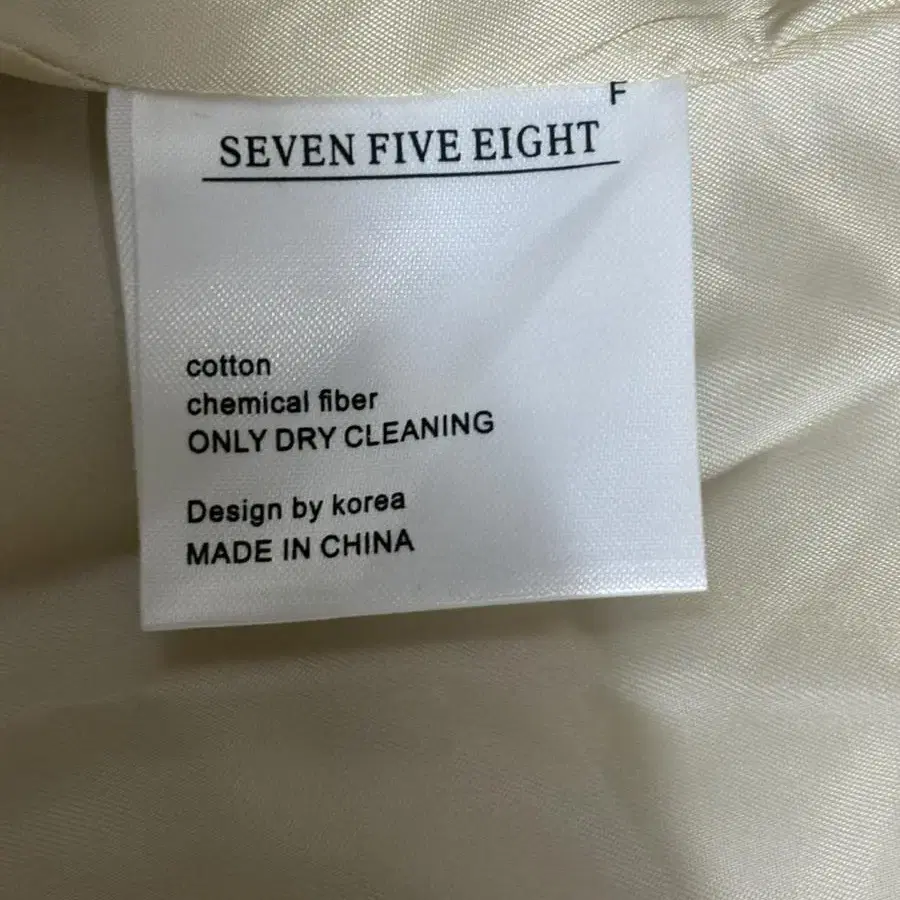 F
SEVEN FIVE EIGHT
cotton
chemical fiber
ONLY DRY CLEANING
Design by korea
MADE IN CHINA